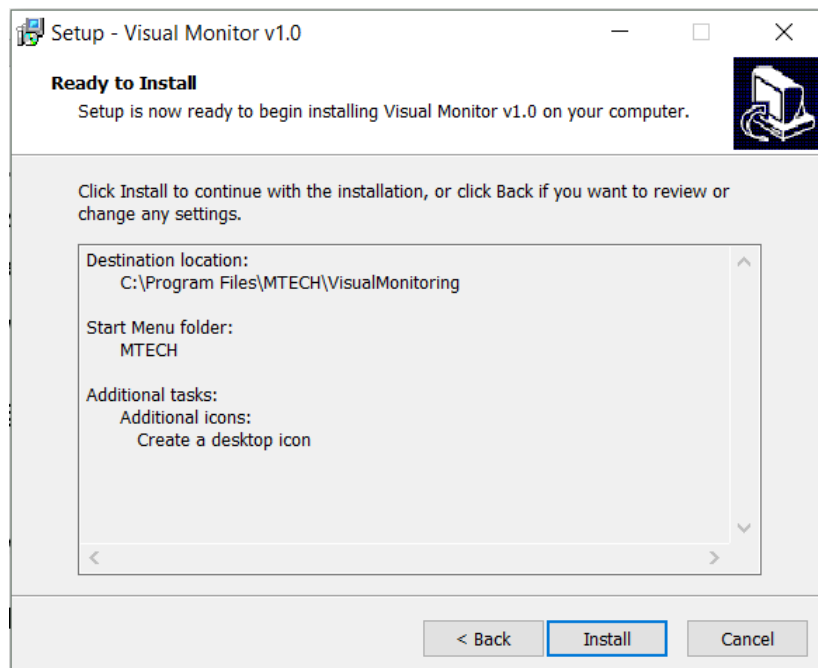 Setup - Visual Monitor v1.0
Ready to Install
Setup is now ready to begin installing Visual Monitor v1.0 on your computer.
Click Install to continue with the installation, or click Back if you want to review or
change any settings.
Destination location:
C:\Program Files\MTECH\VisualMonitoring
Start Menu folder:
MTECH
Additional tasks:
Additional icons:
Create a desktop icon
< Back
Install
Cancel